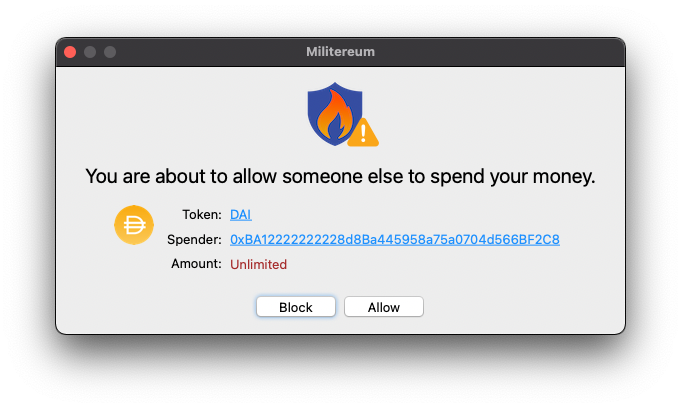 Militereum
You are about to allow someone else to spend your money.
Token: DAI
Spender: 0xBA12222222228d8Ba445958a75a0704d566BF2C8
Amount: Unlimited
Block Allow